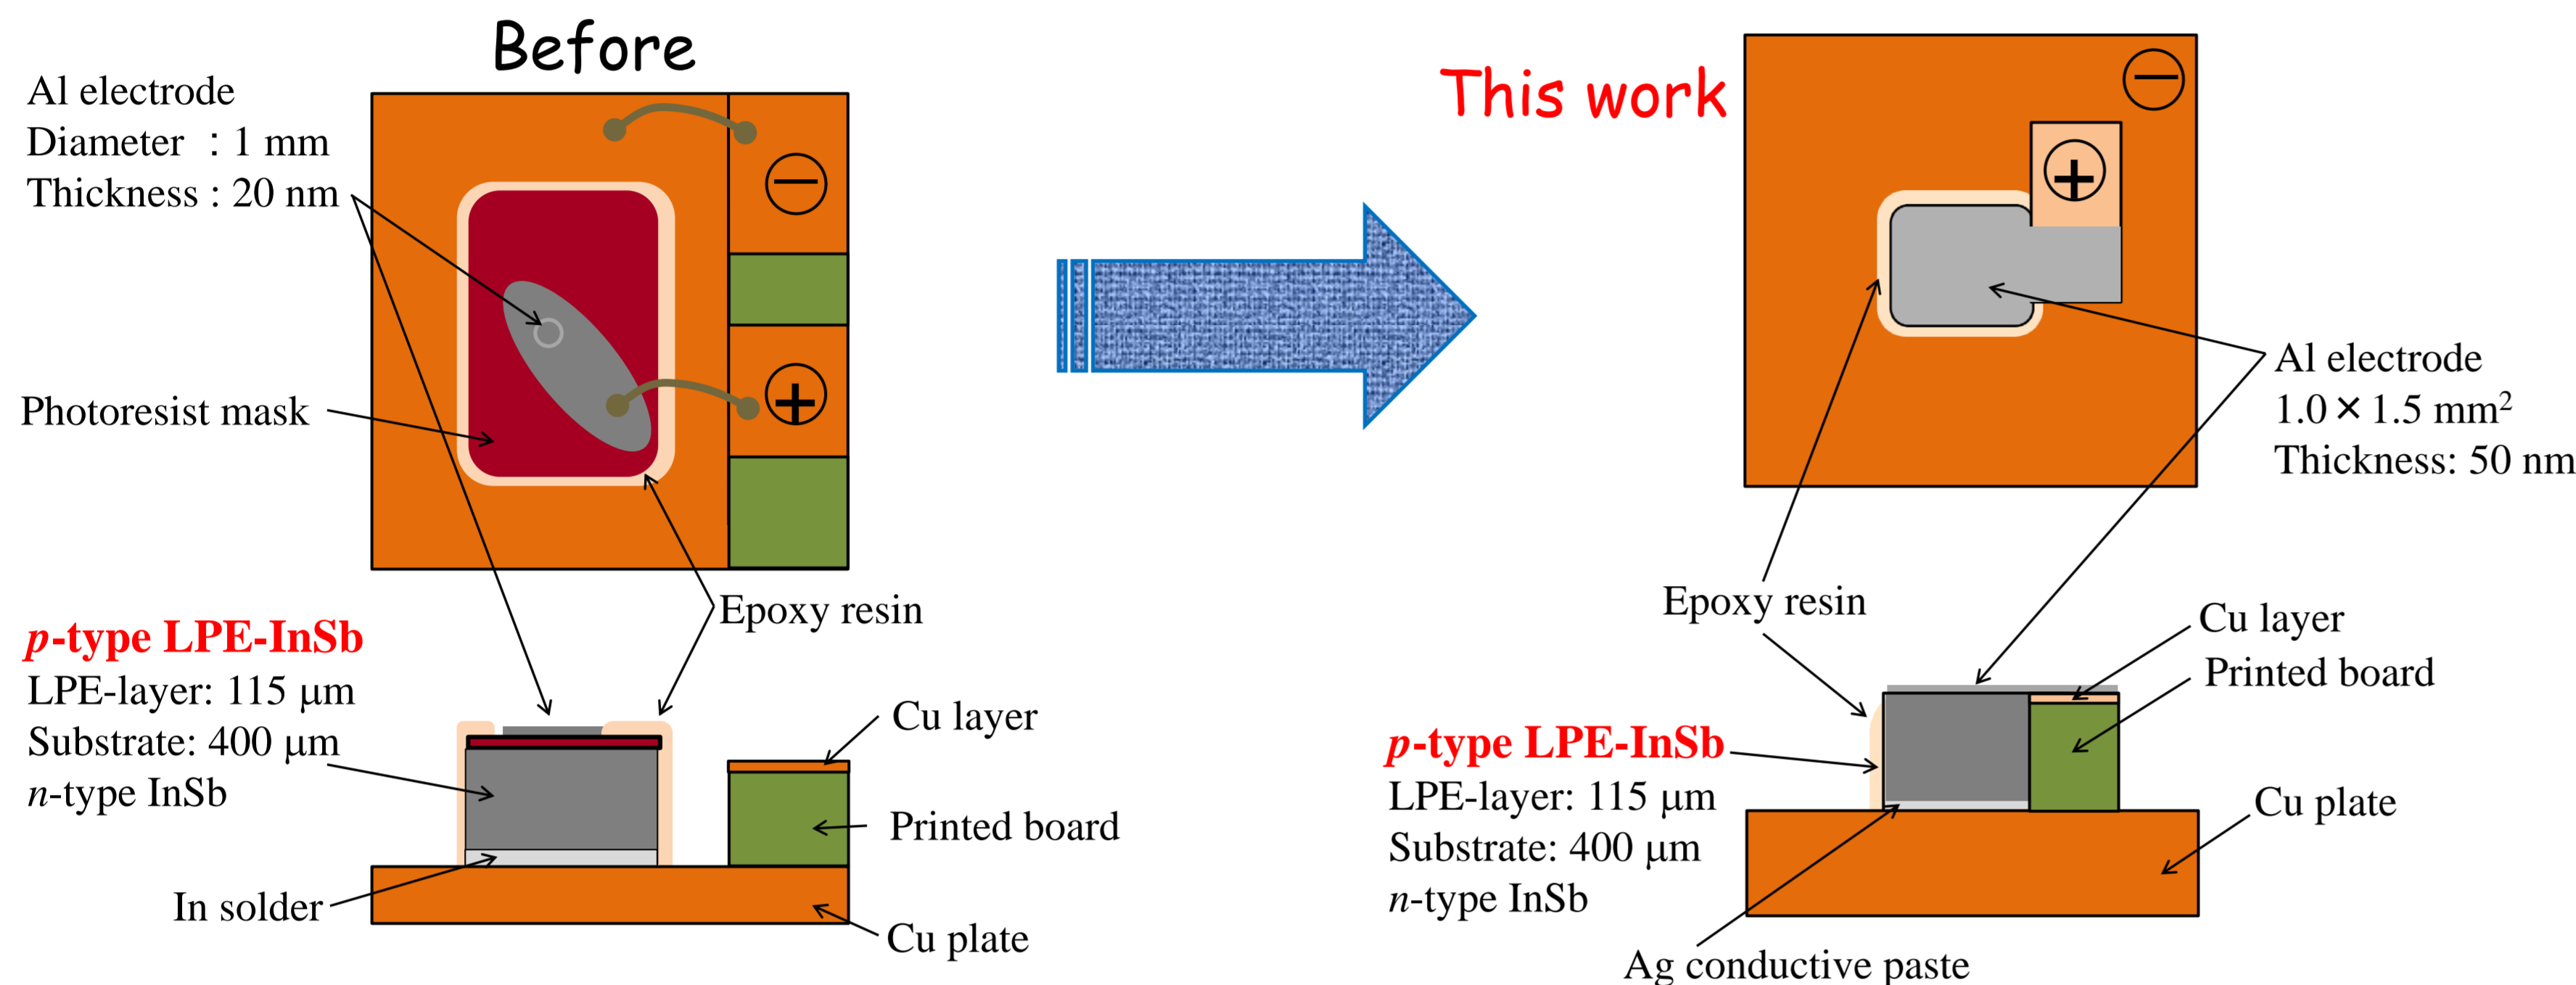 Before
Al electrode
Diameter : 1 mm
Thickness : 20 nm
−
+
Photoresist mask
Epoxy resin
p-type LPE-InSb
LPE-layer: 115 μm
Substrate: 400 μm
n-type InSb
In solder
Cu layer
Printed board
Cu plate
This work
−
+
Al electrode
1.0 × 1.5 mm²
Thickness: 50 nm
Epoxy resin
Cu layer
Printed board
p-type LPE-InSb
LPE-layer: 115 μm
Substrate: 400 μm
n-type InSb
Cu plate
Ag conductive paste